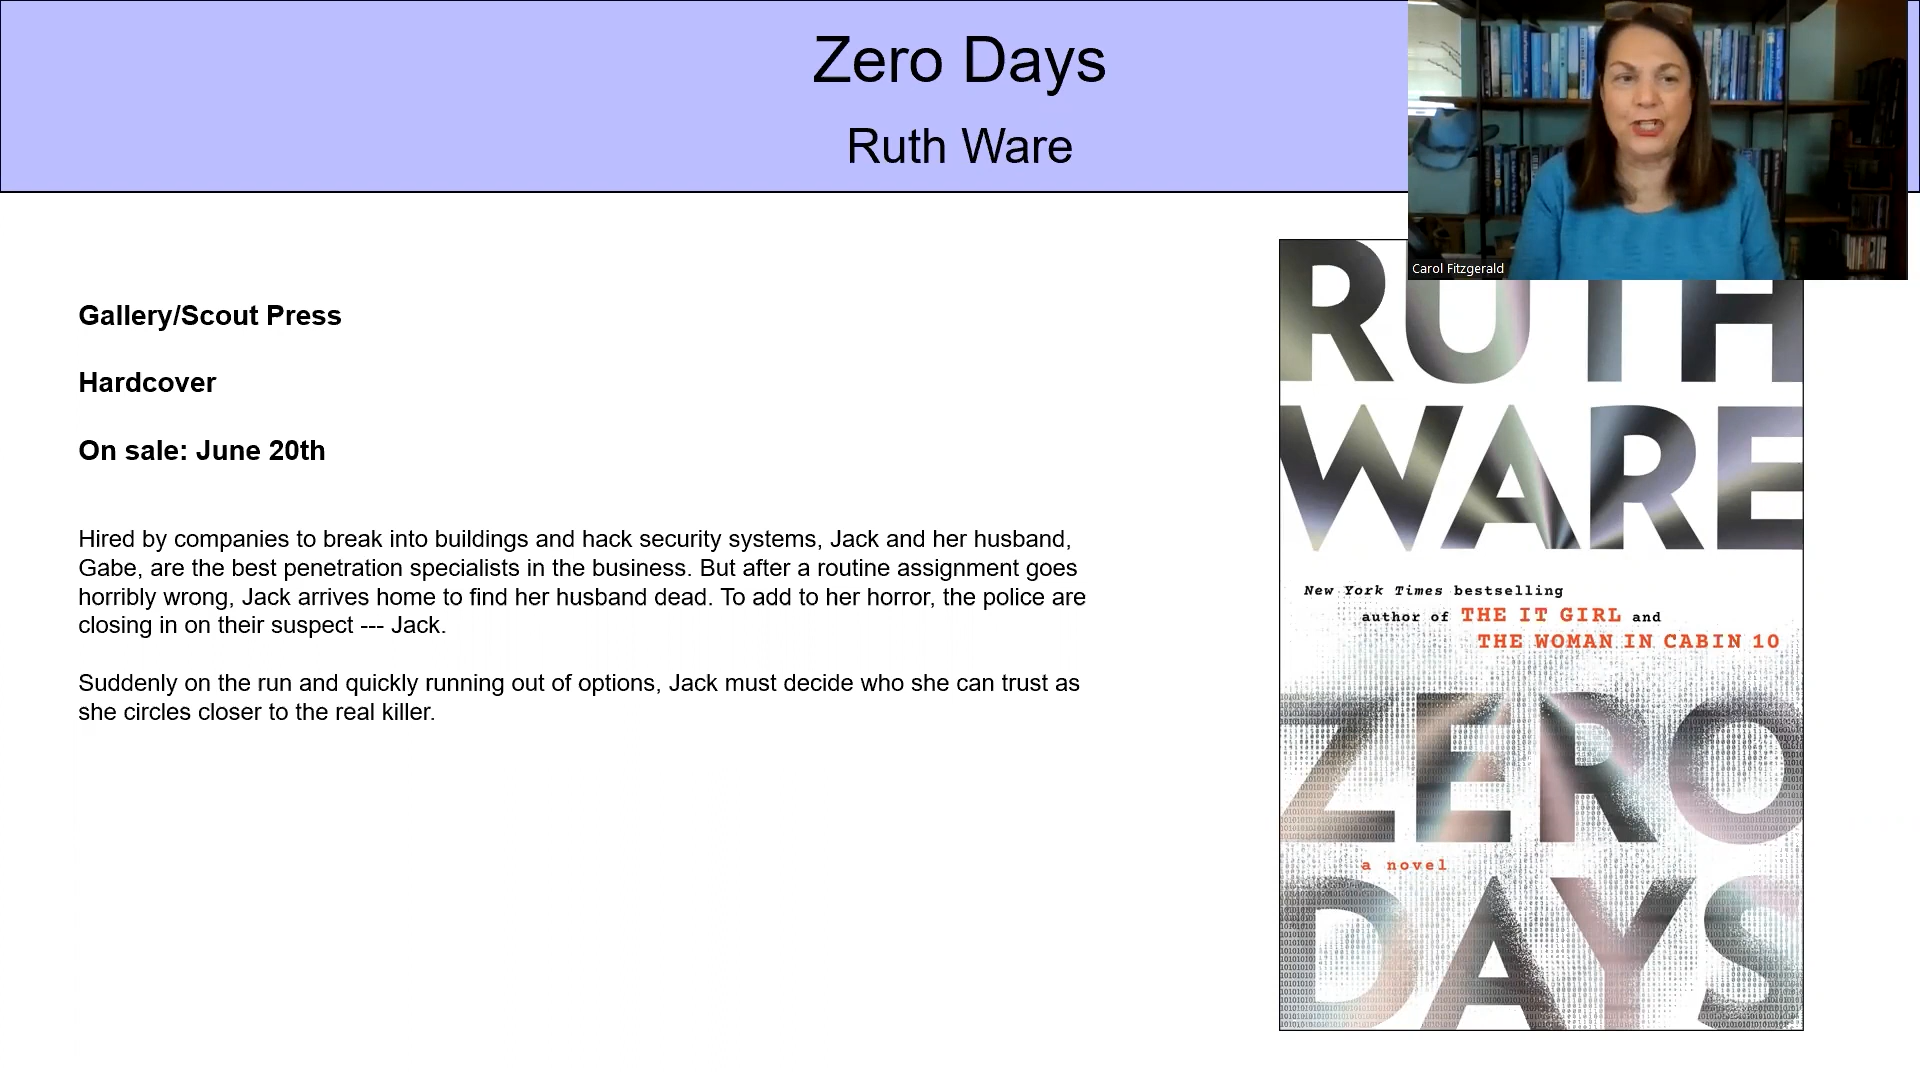 Zero Days
Ruth Ware
Carol Fitzgerald
Gallery/Scout Press
Hardcover
On sale: June 20th
Hired by companies to break into buildings and hack security systems, Jack and her husband,
Gabe, are the best penetration specialists in the business. But after a routine assignment goes
horribly wrong, Jack arrives home to find her husband dead. To add to her horror, the police are
closing in on their suspect --- Jack.
Suddenly on the run and quickly running out of options, Jack must decide who she can trust as
she circles closer to the real killer.
RUTH
WARE
New York Times bestselling
author of THE IT GIRL and
THE WOMAN IN CABIN 10
ZERO
a novel
DAYS